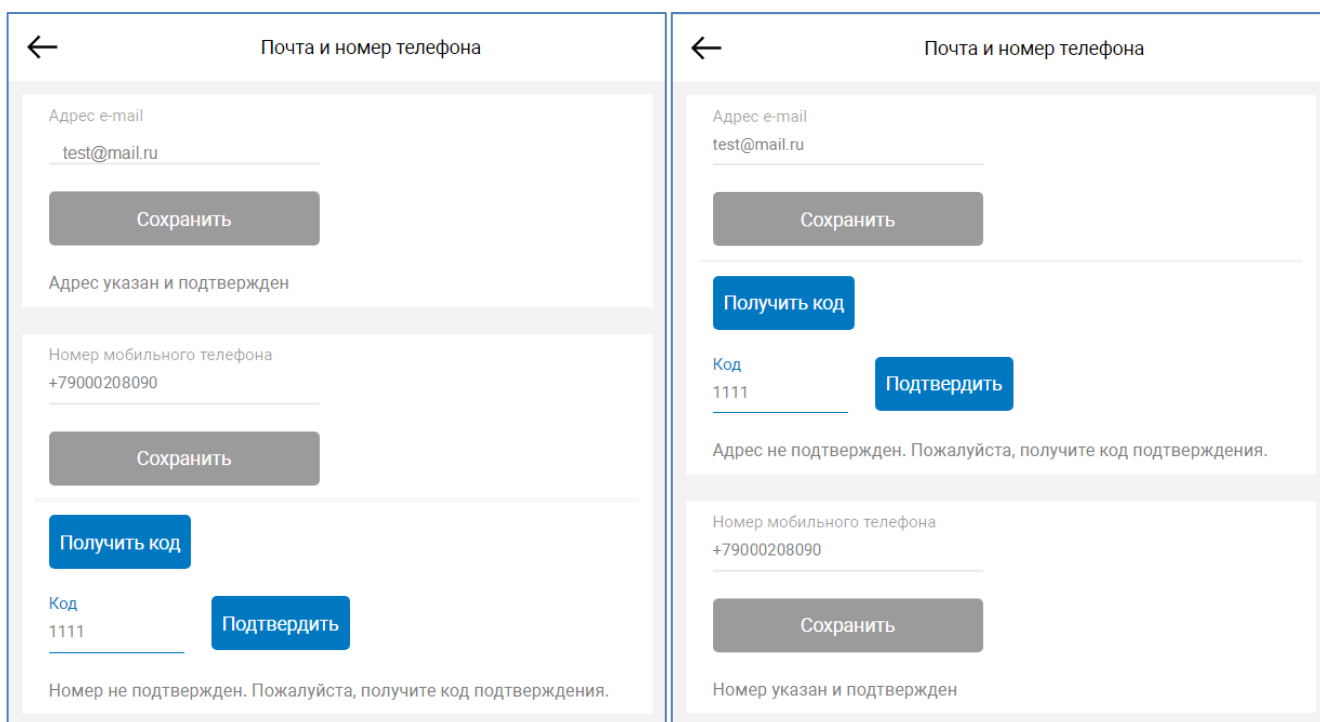 Почта и номер телефона
Адрес e-mail
test@mail.ru
Сохранить
Адрес указан и подтвержден
Номер мобильного телефона
+79000208090
Сохранить
Получить код
Код
1111
Подтвердить
Номер не подтвержден. Пожалуйста, получите код подтверждения.
Почта и номер телефона
Адрес e-mail
test@mail.ru
Сохранить
Получить код
Код
1111
Подтвердить
Адрес не подтвержден. Пожалуйста, получите код подтверждения.
Номер мобильного телефона
+79000208090
Сохранить
Номер указан и подтвержден